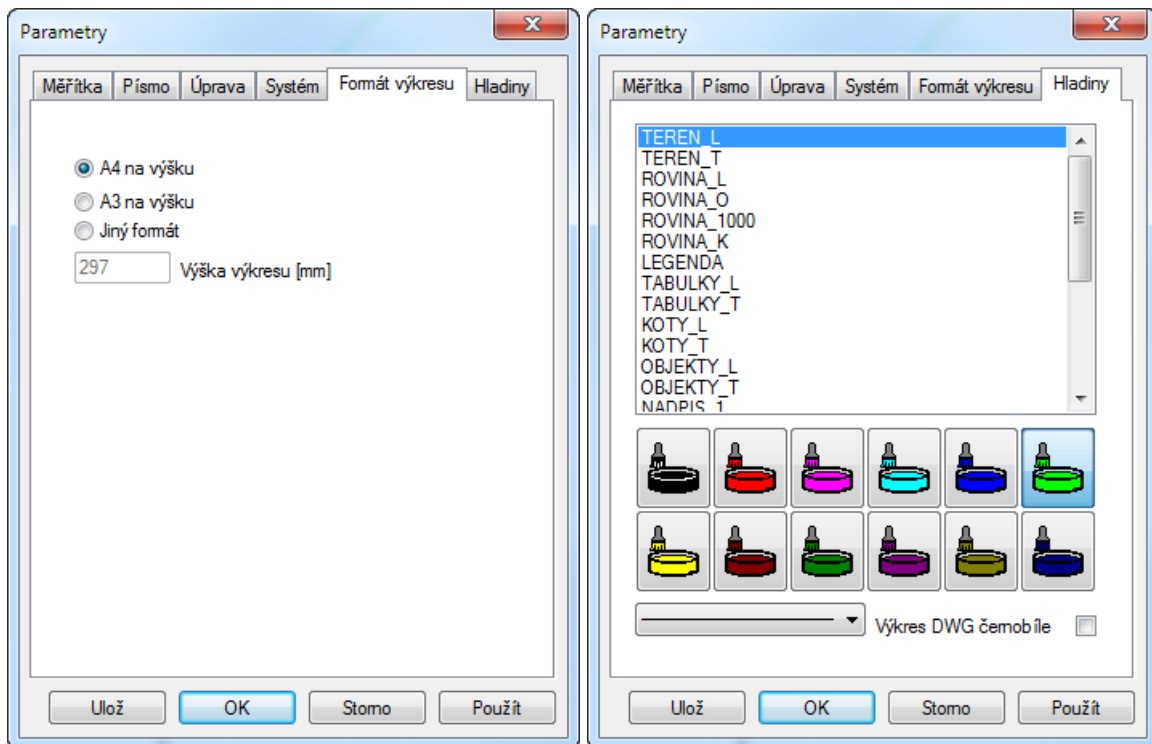 Parametry
Měřítka Písmo Úprava Systém Formát výkresu Hladiny
A4 na výšku
A3 na výšku
Jiný formát
297 Výška výkresu [mm]
Ulož OK Storno Použít
Parametry
Měřítka Písmo Úprava Systém Formát výkresu Hladiny
TEREN_L
TEREN_T
ROVINA_L
ROVINA_O
ROVINA_1000
ROVINA_K
LEGENDA
TABULKY_L
TABULKY_T
KOTY_L
KOTY_T
OBJEKTY_L
OBJEKTY_T
NADPIS_1
Výkres DWG černobíle
Ulož OK Storno Použít